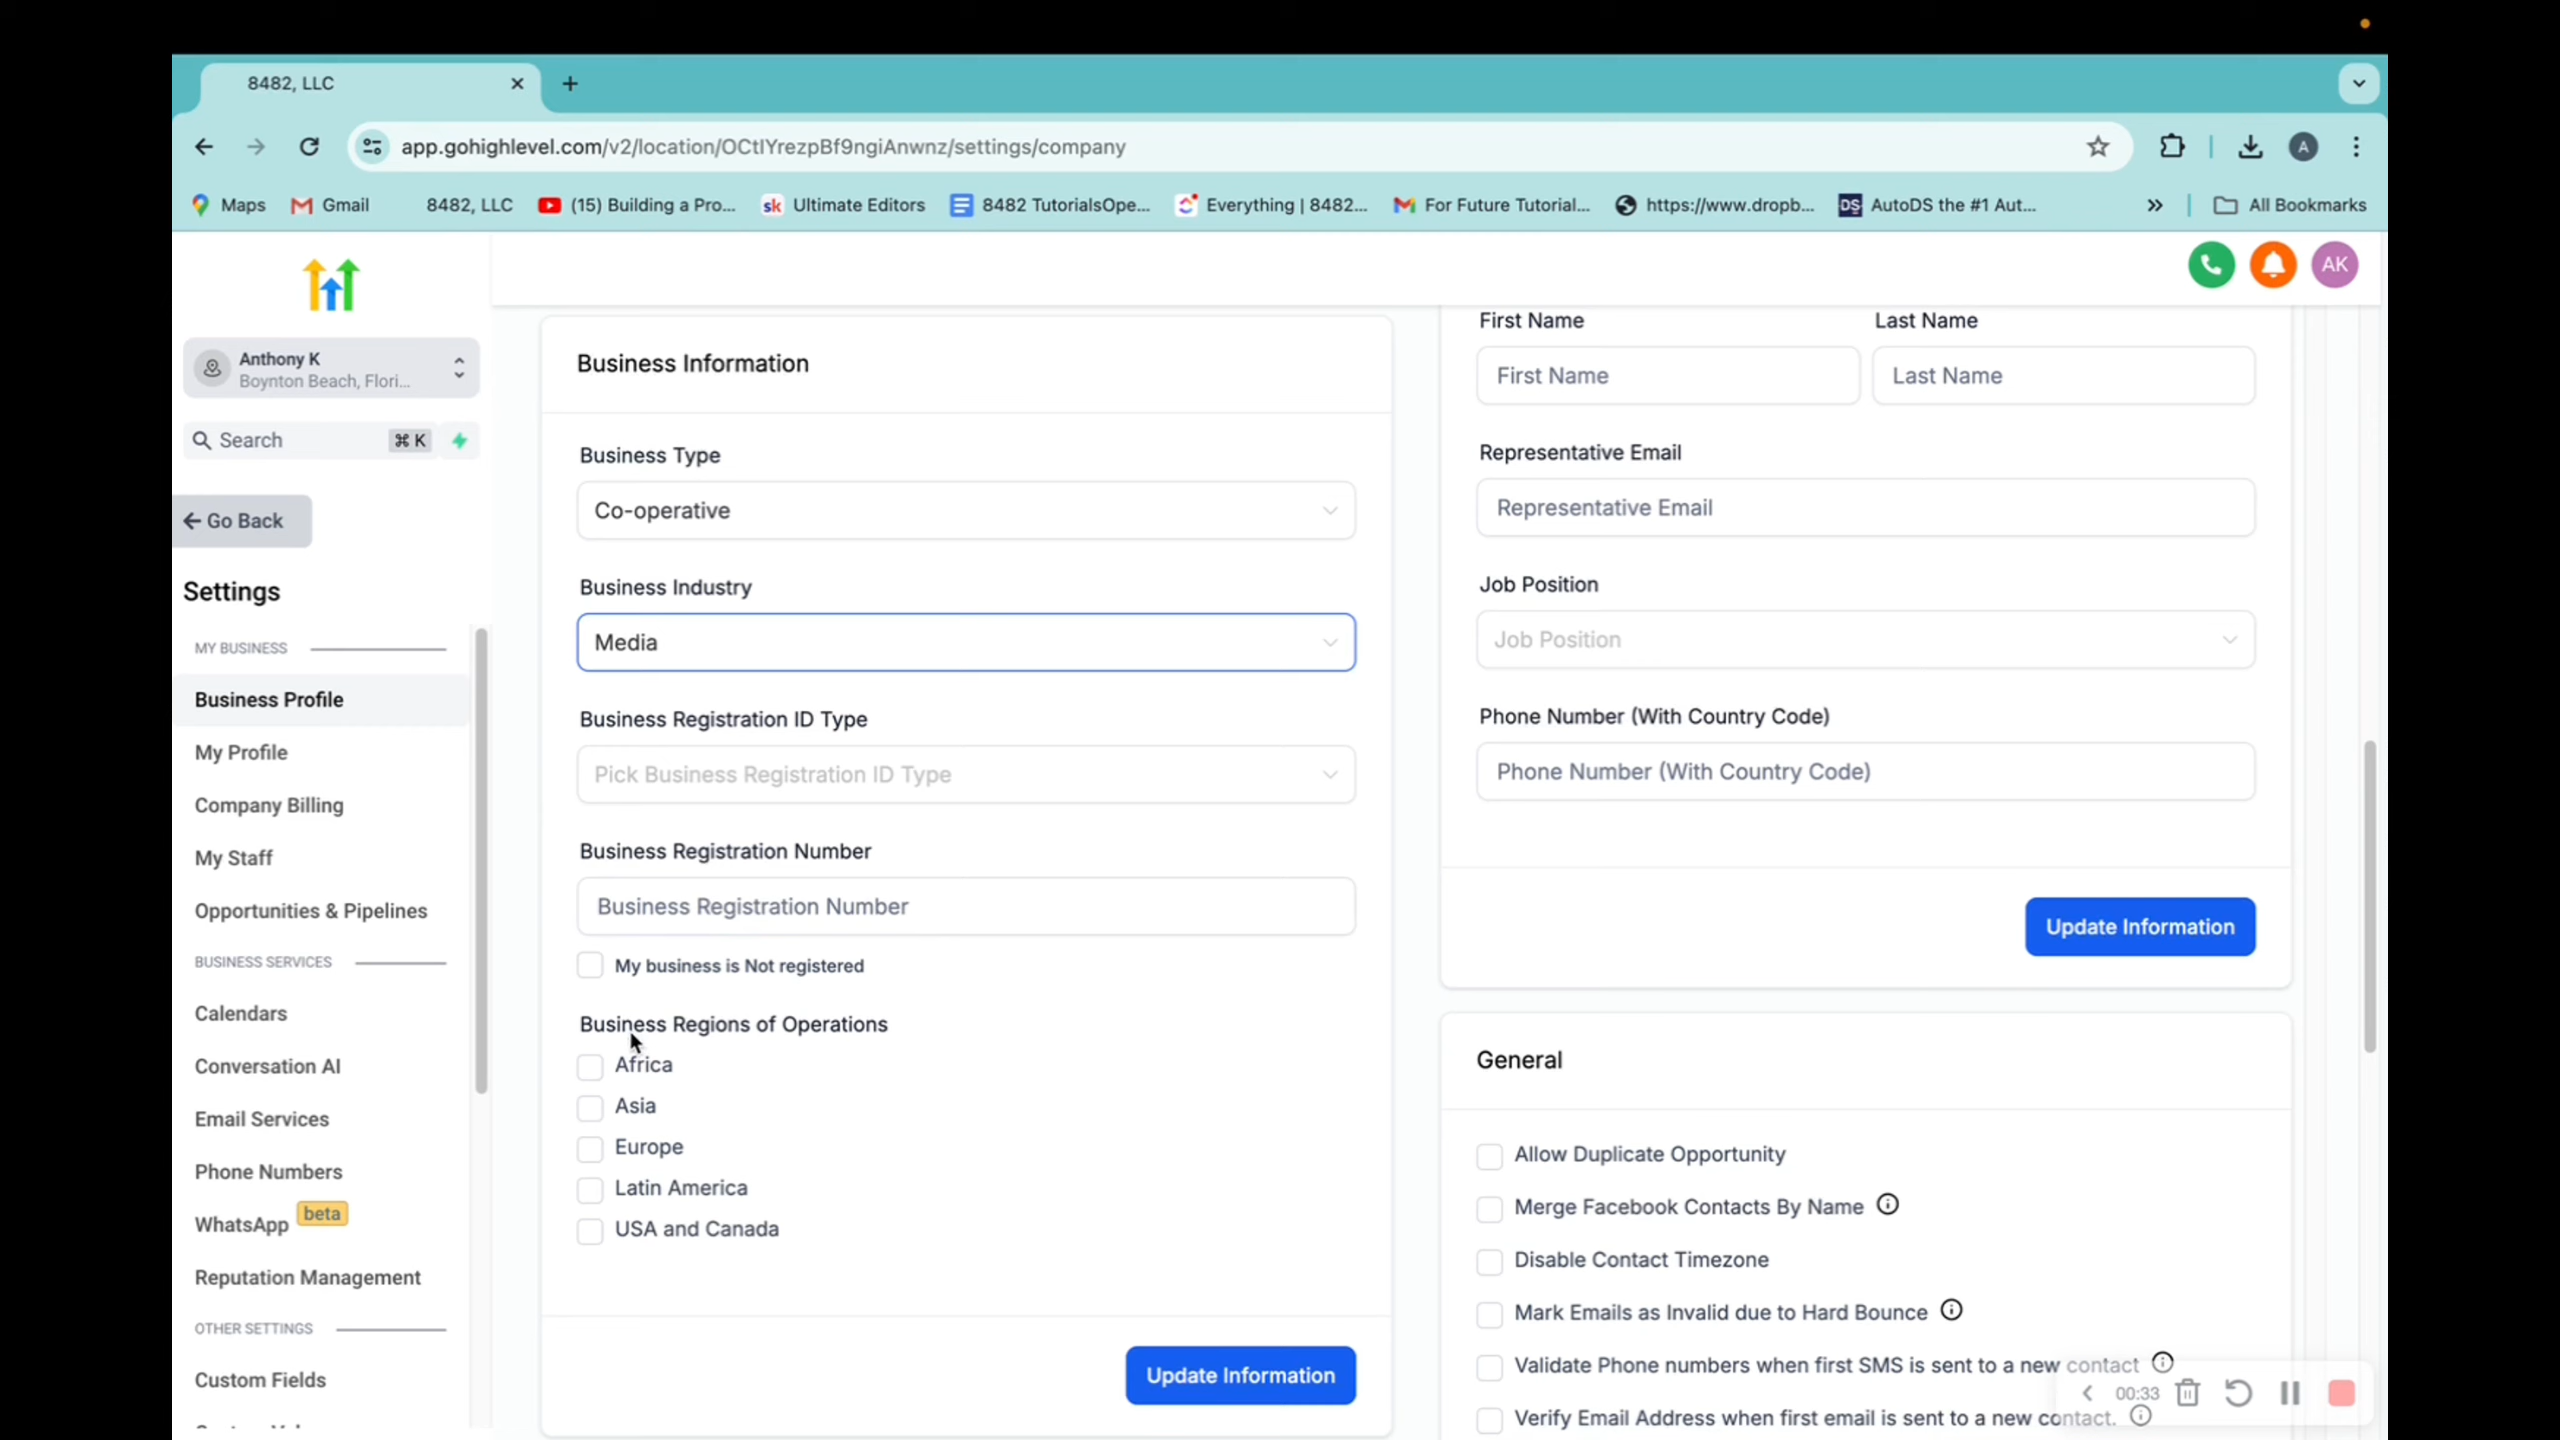 8482, LLC
app.gohighlevel.com/v2/location/OCtIYrezpBf9ngiAnwnz/settings/company
Maps
Gmail
8482, LLC
(15) Building a Pro...
sk
Ultimate Editors
8482 TutorialsOpe...
Everything | 8482...
For Future Tutorial...
https://www.dropb...
DS
AutoDS the #1 Aut...
All Bookmarks
A
AK
Anthony K
Boynton Beach, Flori...
Search
⌘ K
Go Back
Settings
MY BUSINESS
Business Profile
My Profile
Company Billing
My Staff
Opportunities & Pipelines
BUSINESS SERVICES
Calendars
Conversation AI
Email Services
Phone Numbers
WhatsApp beta
Reputation Management
OTHER SETTINGS
Custom Fields
Business Information
Business Type
Co-operative
Business Industry
Media
Business Registration ID Type
Pick Business Registration ID Type
Business Registration Number
Business Registration Number
My business is Not registered
Business Regions of Operations
Africa
Asia
Europe
Latin America
USA and Canada
Update Information
First Name
Last Name
First Name
Last Name
Representative Email
Representative Email
Job Position
Job Position
Phone Number (With Country Code)
Phone Number (With Country Code)
Update Information
General
Allow Duplicate Opportunity
Merge Facebook Contacts By Name
Disable Contact Timezone
Mark Emails as Invalid due to Hard Bounce
Validate Phone numbers when first SMS is sent to a new contact
Verify Email Address when first email is sent to a new contact.
00:33